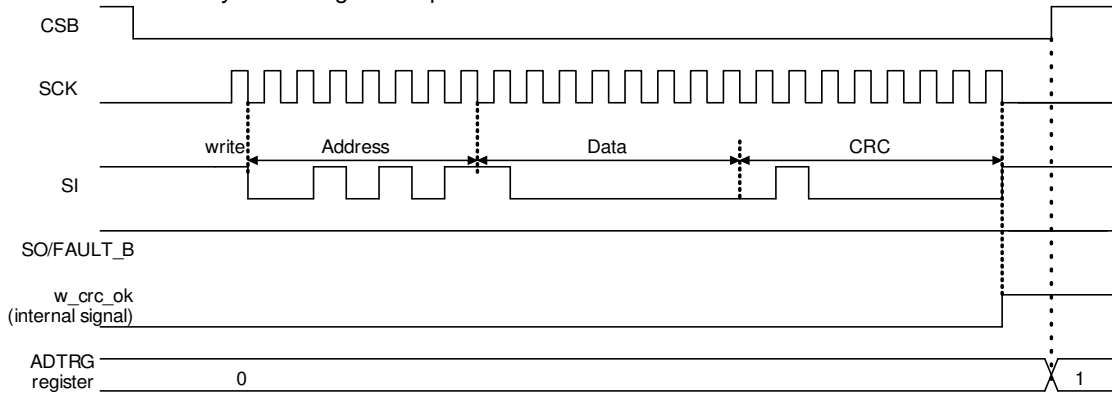 CSB
SCK
write Address Data CRC
SI
SO/FAULT_B
w_crc_ok
(internal signal)
ADTRG
register
0 1